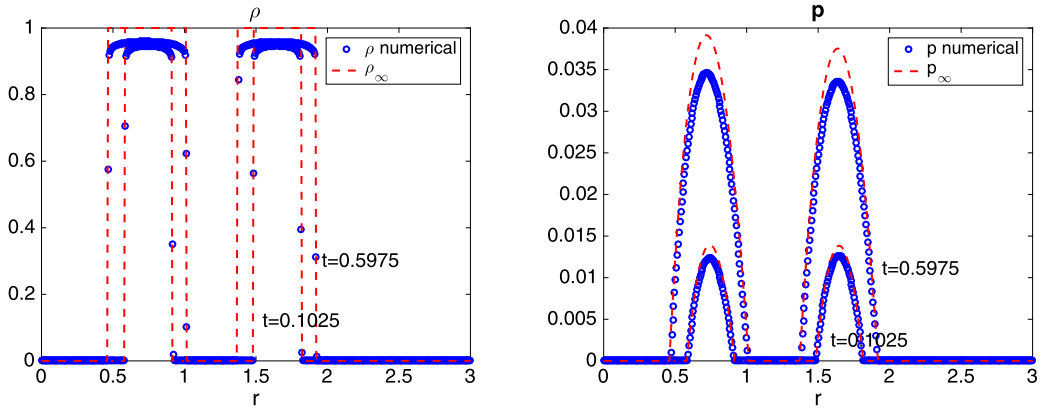 ρ
1
0.8
0.6
0.4
0.2
0
0 0.5 1 1.5 2 2.5 3
r
ρ numerical
ρ∞
t=0.5975
t=0.1025
p
0.04
0.035
0.03
0.025
0.02
0.015
0.01
0.005
0
0 0.5 1 1.5 2 2.5 3
r
p numerical
p∞
t=0.5975
t=0.1025